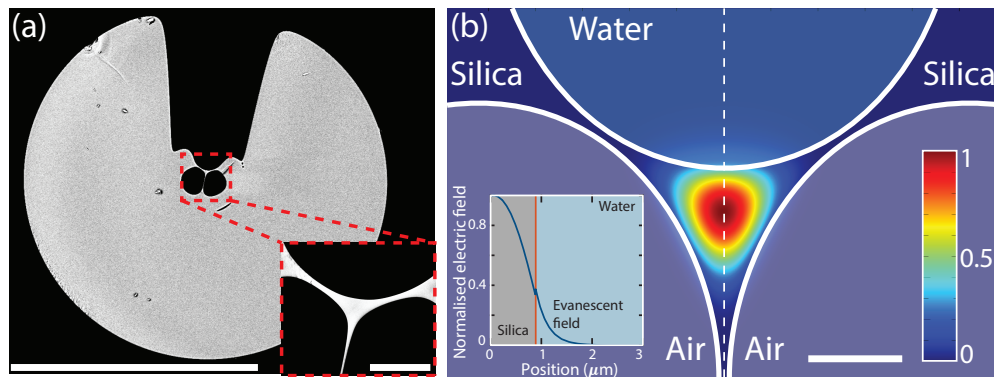 (a)
(b)
Water
Silica
Silica
1
0.5
0
Air
Air
Normalised electric field
0.8
0.4
0
Water
Evanescent
field
Silica
0
1
2
3
Position (μm)